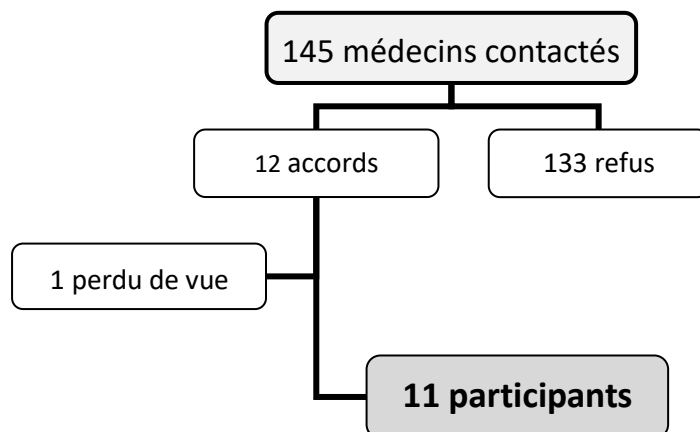 145 médecins contactés
12 accords
133 refus
1 perdu de vue
11 participants